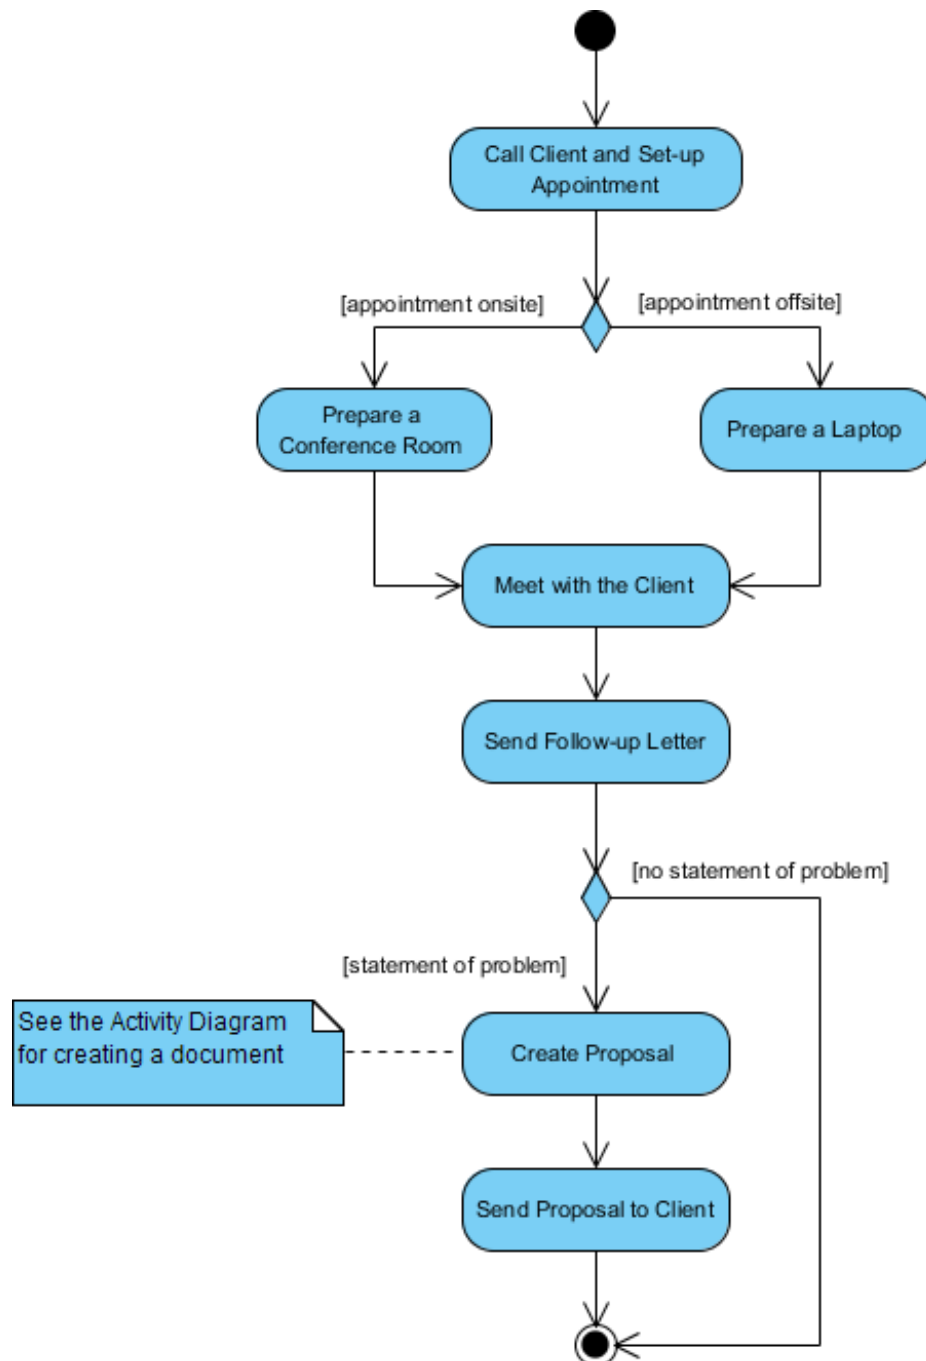 Call Client and Set-up
Appointment
[appointment onsite]
[appointment offsite]
Prepare a
Conference Room
Prepare a Laptop
Meet with the Client
Send Follow-up Letter
[no statement of problem]
[statement of problem]
See the Activity Diagram
for creating a document
Create Proposal
Send Proposal to Client